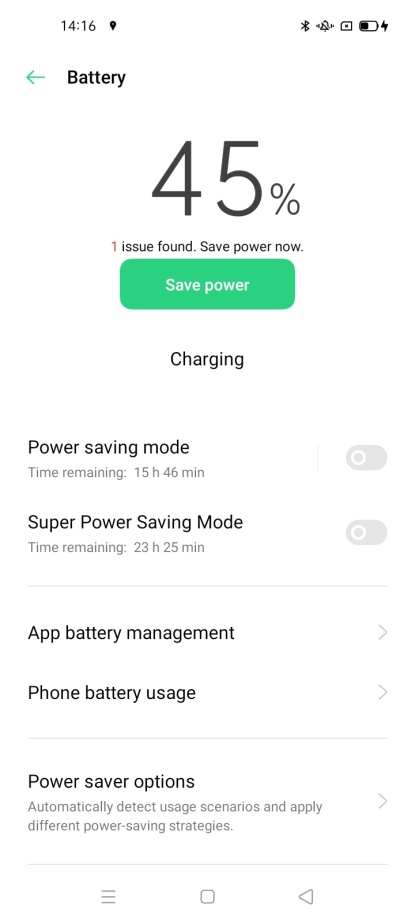 14:16
Battery
45%
1 issue found. Save power now.
Save power
Charging
Power saving mode
Time remaining: 15 h 46 min
Super Power Saving Mode
Time remaining: 23 h 25 min
App battery management
Phone battery usage
Power saver options
Automatically detect usage scenarios and apply
different power-saving strategies.